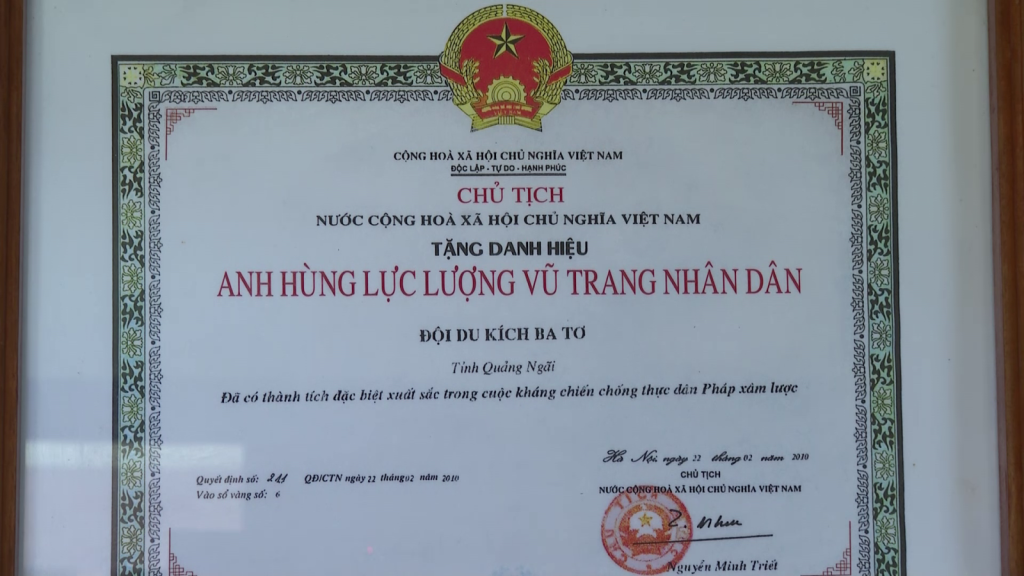 CỘNG HOÀ XÃ HỘI CHỦ NGHĨA VIỆT NAM
ĐỘC LẬP - TỰ DO - HẠNH PHÚC
CHỦ TỊCH
NƯỚC CỘNG HOÀ XÃ HỘI CHỦ NGHĨA VIỆT NAM
TẶNG DANH HIỆU
ANH HÙNG LỰC LƯỢNG VŨ TRANG NHÂN DÂN
ĐỘI DU KÍCH BA TƠ
Tỉnh Quảng Ngãi
Đã có thành tích đặc biệt xuất sắc trong cuộc kháng chiến chống thực dân Pháp xâm lược
Quyết định số: QĐ/CTN ngày 22 tháng 02 năm 2010
Vào sổ vàng số: 6
Hà Nội, ngày 22 tháng 02 năm 2010
CHỦ TỊCH
NƯỚC CỘNG HOÀ XÃ HỘI CHỦ NGHĨA VIỆT NAM
CHỦ TỊCH
Nguyễn Minh Triết